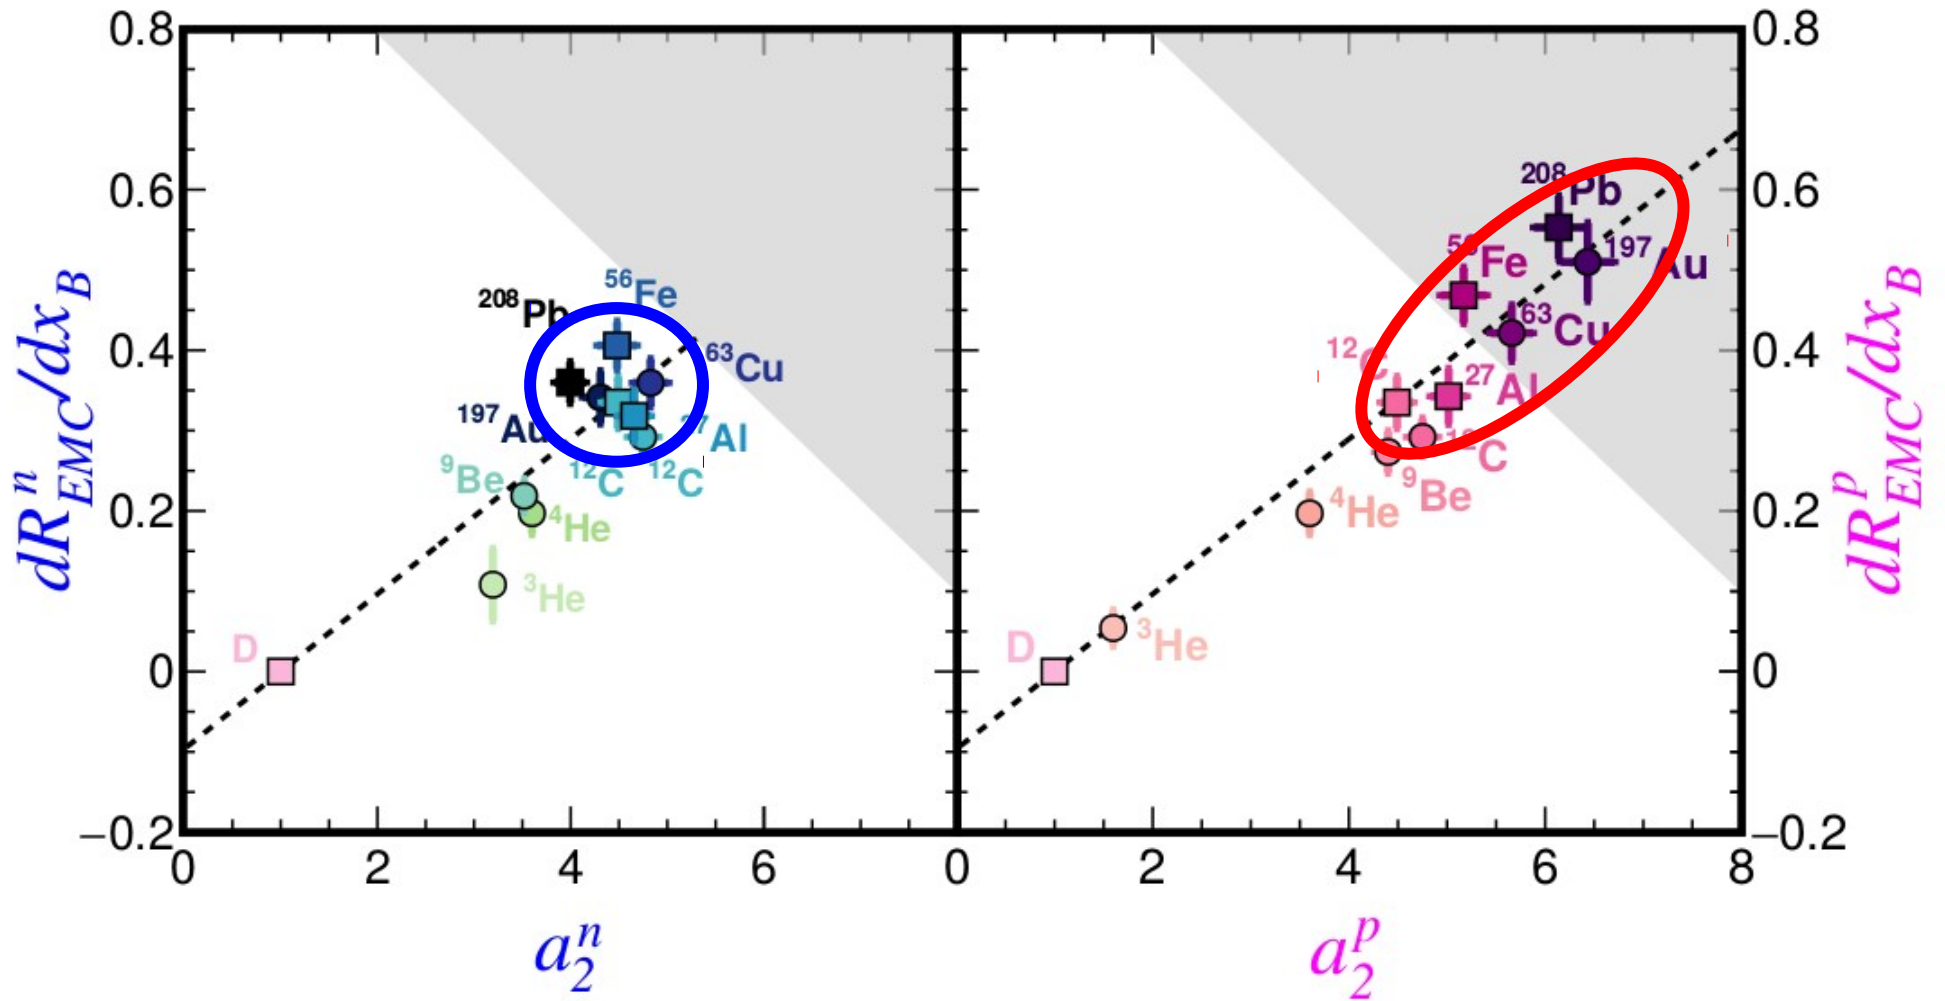 0.8
0.6
0.4
0.2
0
−0.2
0 2 4 6
dR^n_EMC/dx_B
a^n_2
56Fe
208Pb
63Cu
197Au
27Al
9Be
12C 12C
4He
3He
D
0 2 4 6 8
0.8
0.6
0.4
0.2
0
−0.2
dR^p_EMC/dx_B
a^p_2
208Pb
56Fe
197Au
63Cu
12C
27Al
12C
9Be
4He
3He
D